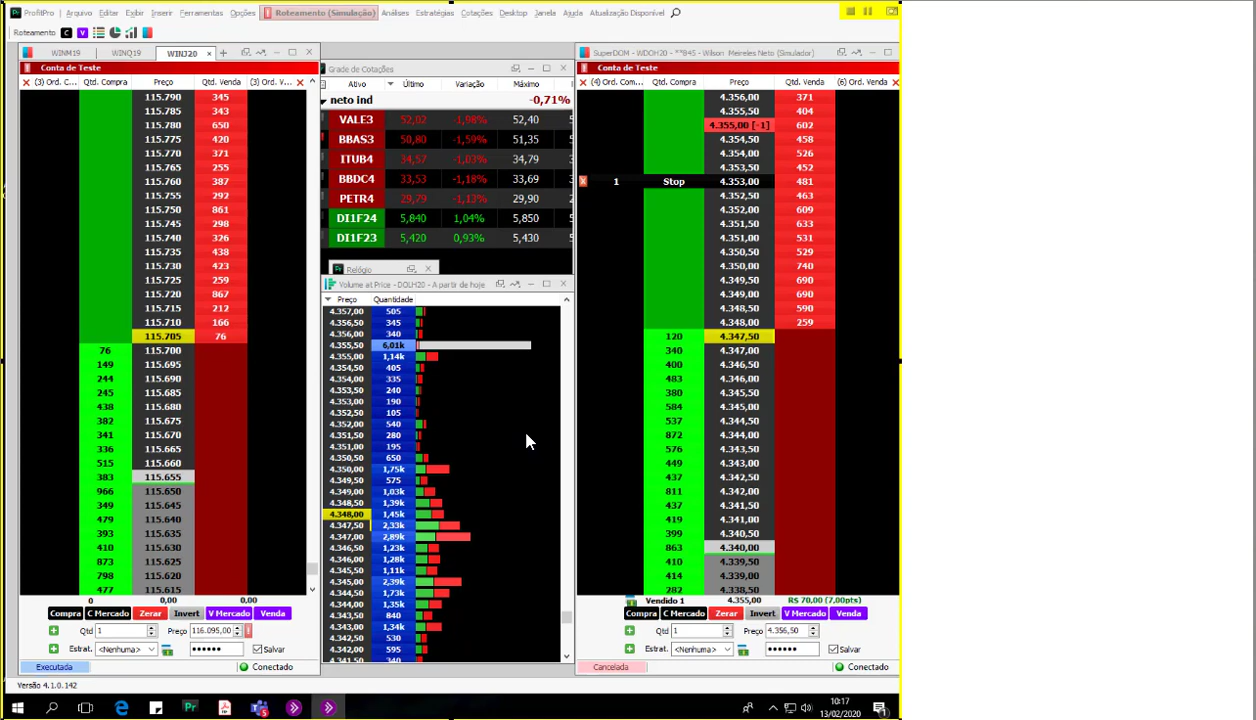 ProfitPro Arquivo Editar Exibir Inserir Ferramentas Opções Roteamento (Simulação) Análises Estratégias Cotações Desktop Janela Ajuda Atualização Disponível
Roteamento C V
WINM19 WINQ19 WINJ20
Conta de Teste
(3) Ord. C... Qtd. Compra Preço Qtd. Venda (3) Ord. V...
115.790 345
115.785 343
115.780 650
115.775 420
115.770 371
115.765 255
115.760 387
115.755 292
115.750 861
115.745 298
115.740 326
115.735 438
115.730 423
115.725 259
115.720 867
115.715 212
115.710 166
115.705 76
76 115.700
149 115.695
244 115.690
245 115.685
438 115.680
382 115.675
341 115.670
336 115.665
515 115.660
383 115.655
966 115.650
349 115.645
479 115.640
393 115.635
410 115.630
873 115.625
798 115.620
477 115.615
0 0,00 0,00
Compra C Mercado Zerar Invert V Mercado Venda
Qtd 1 Preço 116.095,00
Estrat. <Nenhuma> •••••• Salvar
Executada Conectado
Grade de Cotações
Ativo Último Variação Máximo
neto ind -0,71%
VALE3 52,02 -1,98% 52,40
BBAS3 50,80 -1,59% 51,35
ITUB4 34,57 -1,03% 34,79
BBDC4 33,53 -1,18% 33,69
PETR4 29,79 -1,13% 29,90
DI1F24 5,840 1,04% 5,850
DI1F23 5,420 0,93% 5,430
Relógio
Volume at Price - DOLH20 - A partir de hoje
Preço Quantidade
4.357,00 505
4.356,50 345
4.356,00 340
4.355,50 6,01k
4.355,00 1,14k
4.354,50 405
4.354,00 335
4.353,50 240
4.353,00 190
4.352,50 105
4.352,00 540
4.351,50 280
4.351,00 195
4.350,50 650
4.350,00 1,75k
4.349,50 575
4.349,00 1,03k
4.348,50 1,39k
4.348,00 1,45k
4.347,50 2,33k
4.347,00 2,89k
4.346,50 1,23k
4.346,00 1,28k
4.345,50 1,11k
4.345,00 2,39k
4.344,50 1,73k
4.344,00 1,35k
4.343,50 840
4.343,00 1,34k
4.342,50 530
4.342,00 595
4.341,50 340
SuperDOM - WDOH20 - **845 - Wilson Meireles Neto [Simulador]
Conta de Teste
(4) Ord. Com... Qtd. Compra Preço Qtd. Venda (6) Ord. Venda
4.356,00 371
4.355,50 404
4.355,00 [-1] 602
4.354,50 458
4.354,00 526
4.353,50 452
1 Stop 4.353,00 481
4.352,50 463
4.352,00 609
4.351,50 633
4.351,00 531
4.350,50 529
4.350,00 740
4.349,50 690
4.349,00 690
4.348,50 590
4.348,00 259
120 4.347,50
340 4.347,00
400 4.346,50
483 4.346,00
380 4.345,50
584 4.345,00
537 4.344,50
872 4.344,00
576 4.343,50
449 4.343,00
437 4.342,50
811 4.342,00
437 4.341,50
419 4.341,00
399 4.340,50
863 4.340,00
410 4.339,50
414 4.339,00
282 4.338,50
Vendido 1 4.355,00 R$ 70,00 (7,00pts)
Compra C Mercado Zerar Invert V Mercado Venda
Qtd 1 Preço 4.356,50
Estrat. <Nenhuma> •••••• Salvar
Cancelada Conectado
Versão 4.1.0.142
10:17
13/02/2020